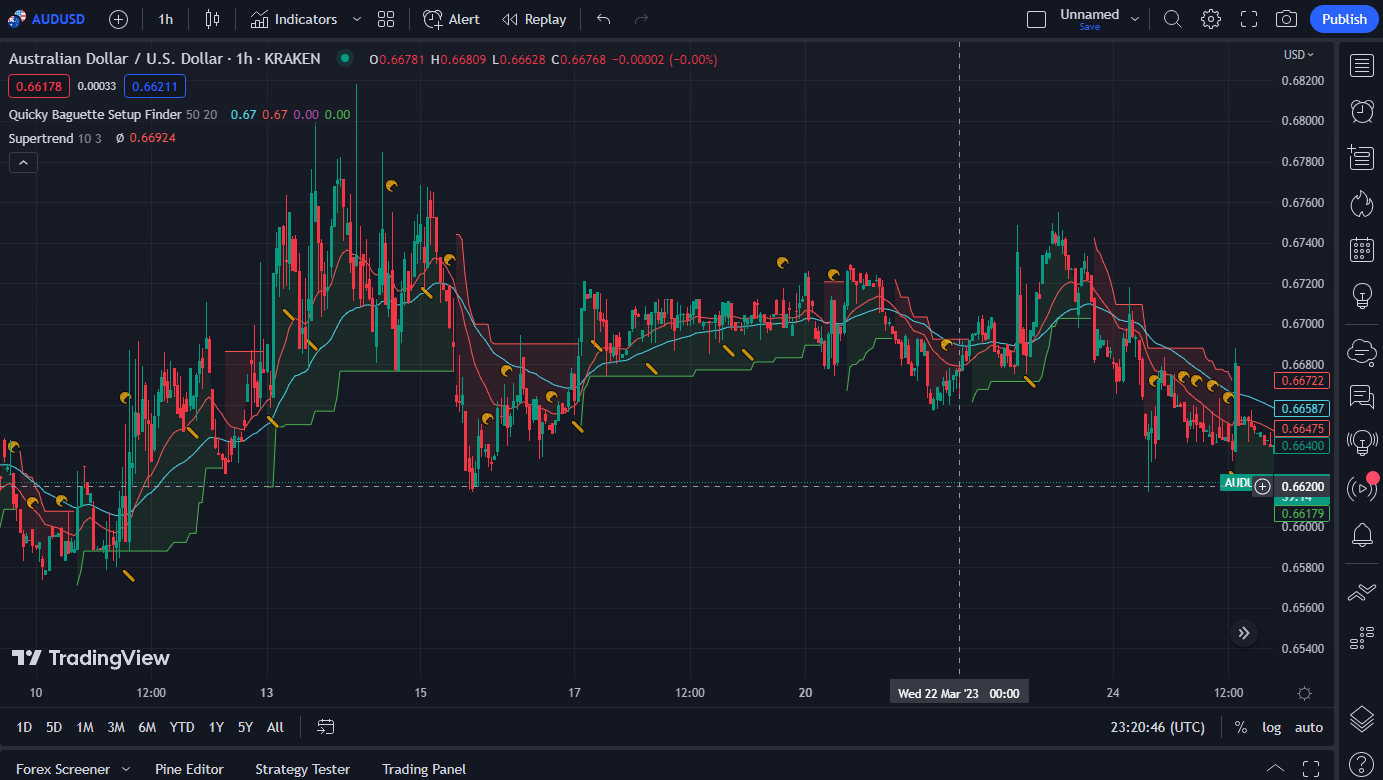 AUDUSD 1h Indicators Alert Replay Unnamed Save Publish
Australian Dollar / U.S. Dollar · 1h · KRAKEN O0.66781 H0.66809 L0.66628 C0.66768 −0.00002 (−0.00%)
USD
0.66178 0.00033 0.66211
0.68200
Quicky Baguette Setup Finder 50 20 0.67 0.67 0.00 0.00
0.68000
Supertrend 10 3 Ø 0.66924
0.67800
0.67600
0.67400
0.67200
0.67000
0.66800
0.66722
0.66587
0.66475
0.66400
AUDU
0.66200
0.66179
0.66000
0.65800
0.65600
0.65400
TradingView
10 12:00 13 15 17 12:00 20 Wed 22 Mar '23 00:00 24 12:00
1D 5D 1M 3M 6M YTD 1Y 5Y All 23:20:46 (UTC) % log auto
Forex Screener Pine Editor Strategy Tester Trading Panel